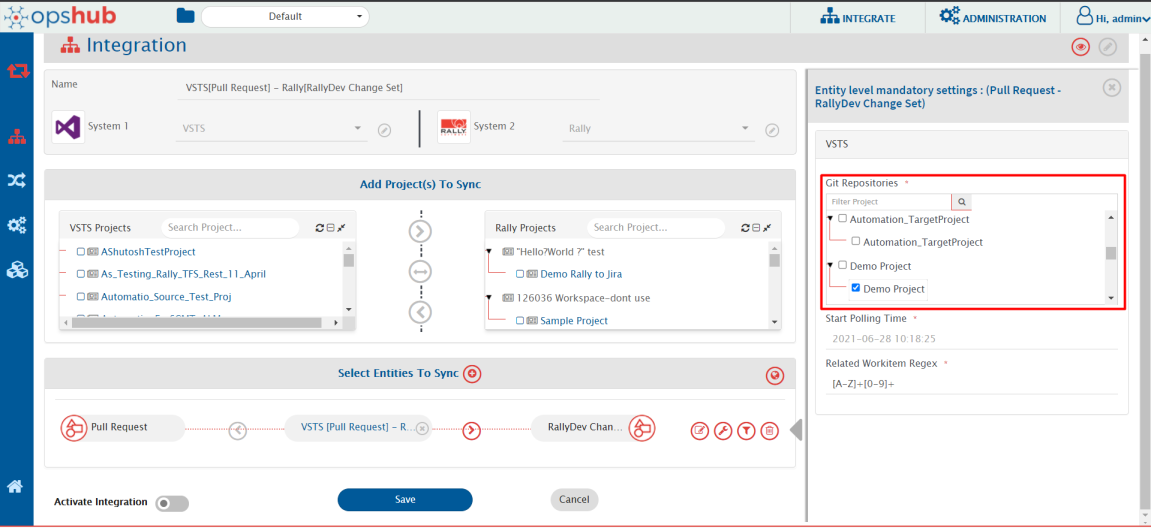 opshub
Default
INTEGRATE
ADMINISTRATION
Hi, admin
Integration
Name
VSTS[Pull Request] – Rally[RallyDev Change Set]
System 1
VSTS
RALLY
System 2
Rally
Add Project(s) To Sync
VSTS Projects
Search Project...
AShutoshTestProject
As_Testing_Rally_TFS_Rest_11_April
Automatio_Source_Test_Proj
Rally Projects
Search Project...
"Hello?World ?" test
Demo Rally to Jira
126036 Workspace-dont use
Sample Project
Select Entities To Sync
Pull Request
VSTS [Pull Request] – R...
RallyDev Chan...
Activate Integration
Save
Cancel
Entity level mandatory settings : (Pull Request -
RallyDev Change Set)
VSTS
Git Repositories *
Filter Project
Automation_TargetProject
Automation_TargetProject
Demo Project
Demo Project
Start Polling Time *
2021-06-28 10:18:25
Related Workitem Regex *
[A-Z]+[0-9]+